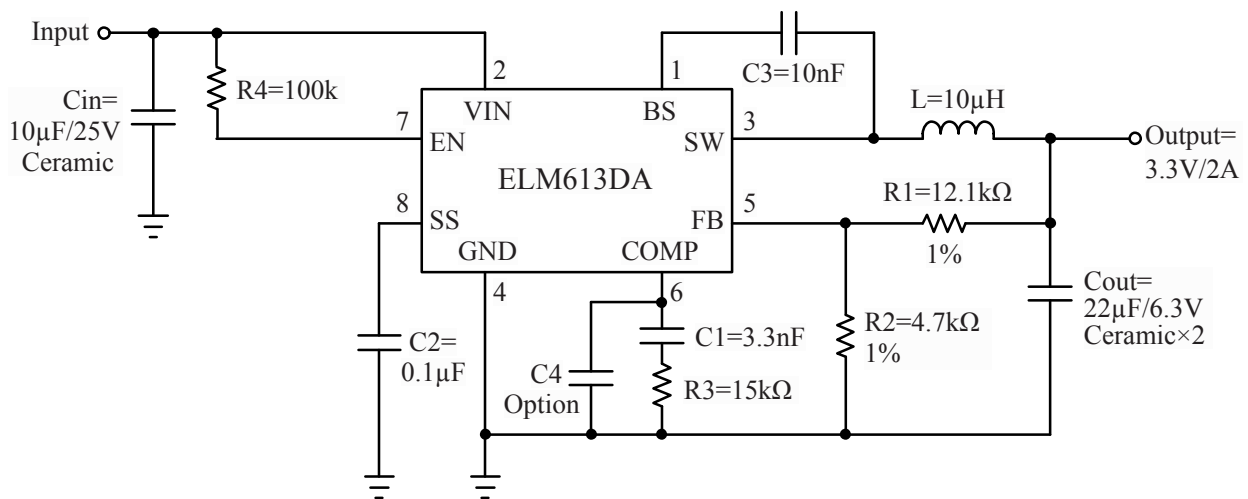 Input
Cin=
10µF/25V
Ceramic
R4=100k
2
VIN
1
BS
C3=10nF
7
EN
3
SW
L=10µH
Output=
3.3V/2A
ELM613DA
8
SS
5
FB
R1=12.1kΩ
1%
GND
4
COMP
6
C2=
0.1µF
C4
Option
C1=3.3nF
R3=15kΩ
R2=4.7kΩ
1%
Cout=
22µF/6.3V
Ceramic×2